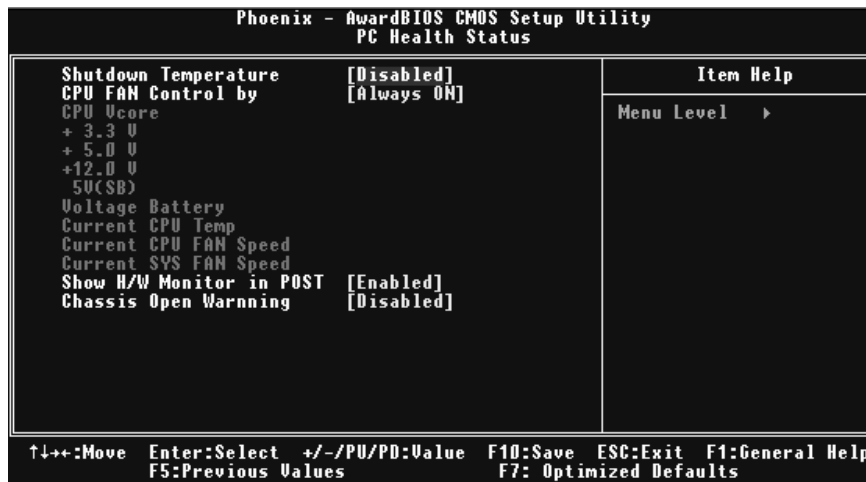 Phoenix - AwardBIOS CMOS Setup Utility
PC Health Status
Shutdown Temperature [Disabled]
CPU FAN Control by [Always ON]
CPU Vcore
+ 3.3 V
+ 5.0 V
+12.0 V
5V(SB)
Voltage Battery
Current CPU Temp
Current CPU FAN Speed
Current SYS FAN Speed
Show H/W Monitor in POST [Enabled]
Chassis Open Warnning [Disabled]
Item Help
Menu Level ▸
↑↓→←:Move Enter:Select +/-/PU/PD:Value F10:Save ESC:Exit F1:General Help
F5:Previous Values F7: Optimized Defaults